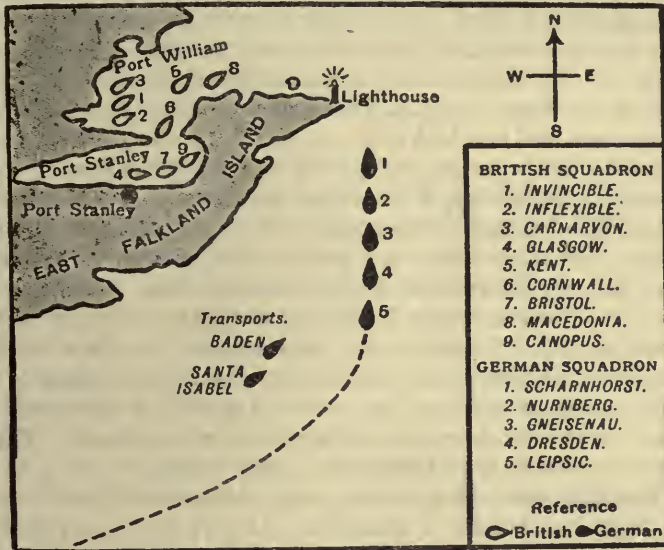 Port William
3
5
8
1
2
6
9
Port Stanley
4
7
Port Stanley
EAST FALKLAND ISLAND
Lighthouse
N
W E
S
1
2
3
4
5
Transports.
BADEN
SANTA
ISABEL
BRITISH SQUADRON
1. INVINCIBLE.
2. INFLEXIBLE.
3. CARNARVON.
4. GLASGOW.
5. KENT.
6. CORNWALL.
7. BRISTOL.
8. MACEDONIA.
9. CANOPUS.
GERMAN SQUADRON
1. SCHARNHORST.
2. NURNBERG.
3. GNEISENAU.
4. DRESDEN.
5. LEIPSIC.
Reference
British German